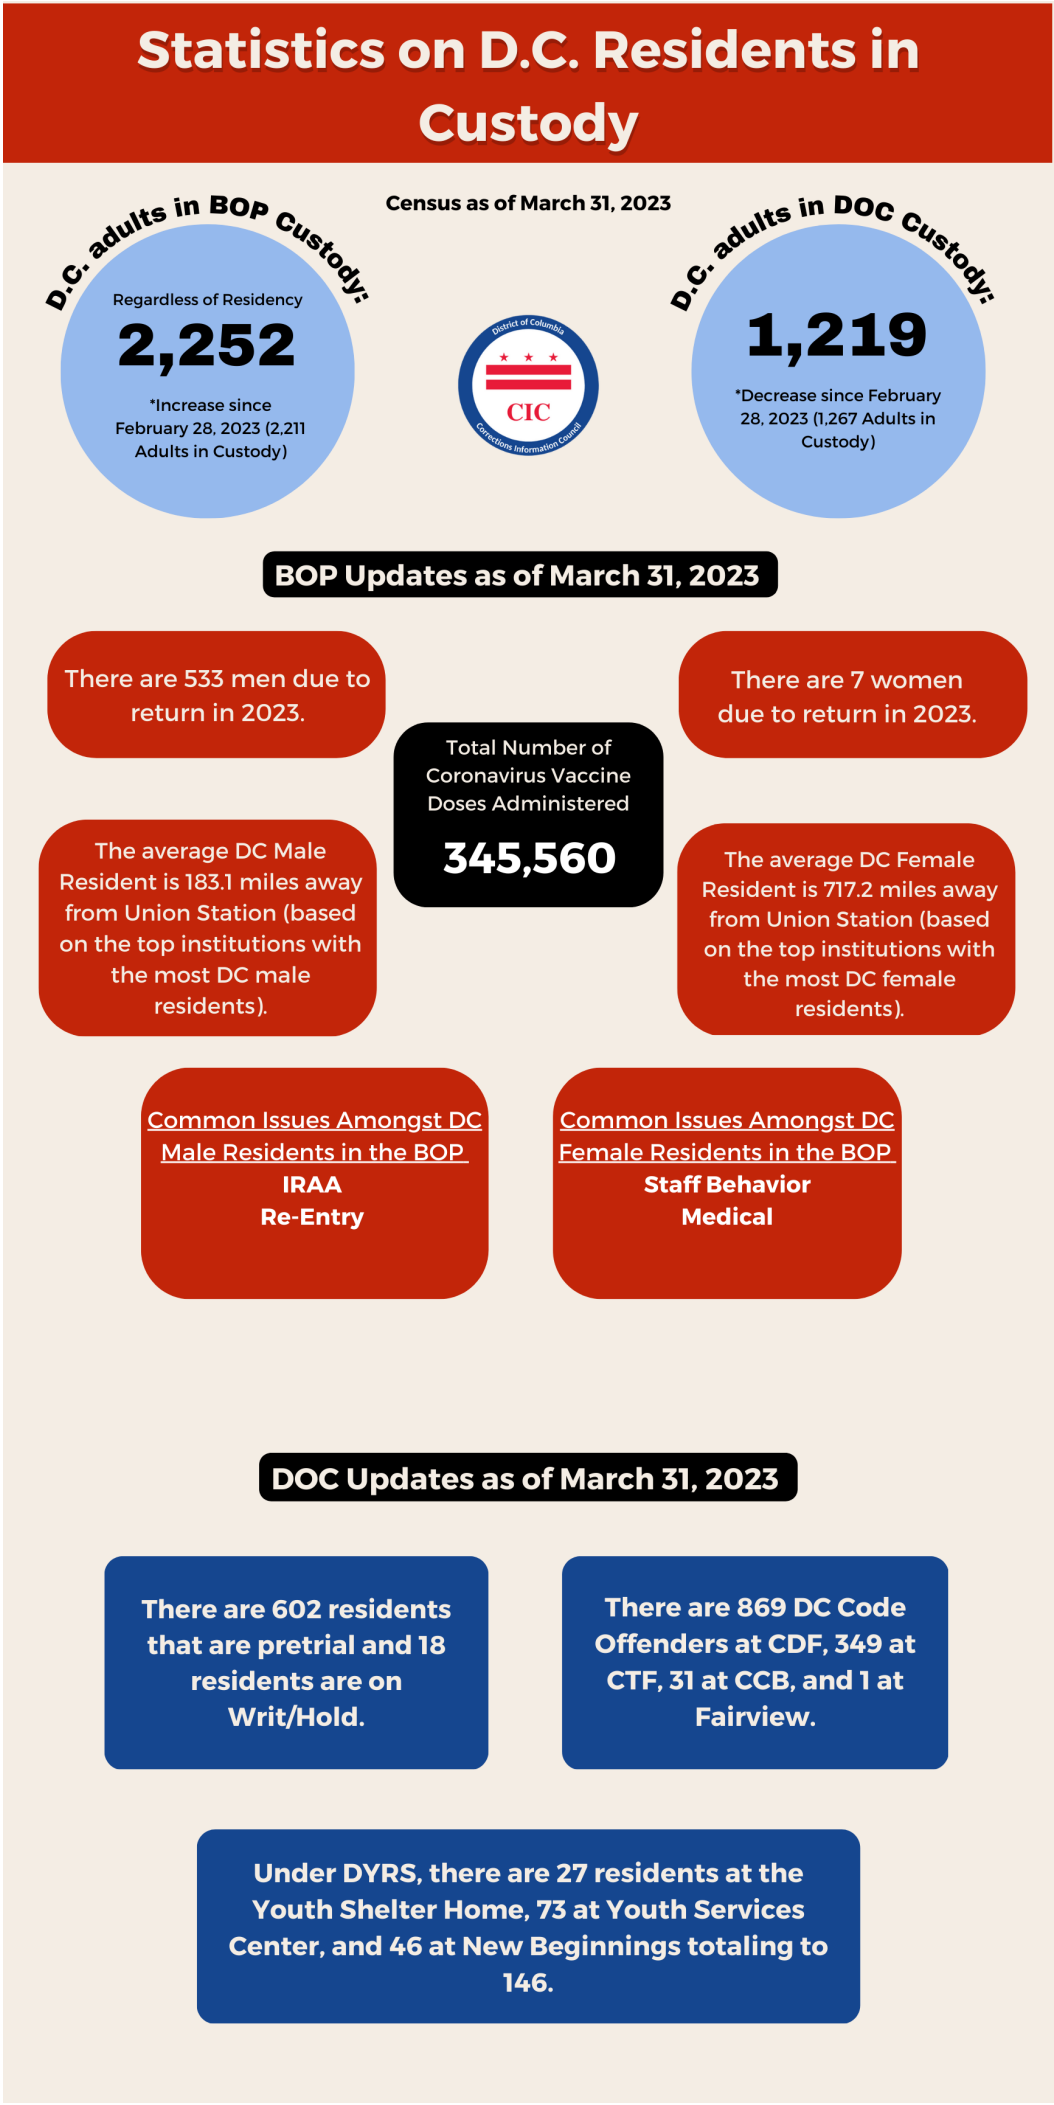 Statistics on D.C. Residents in
Custody
Census as of March 31, 2023
D.C. adults in BOP Custody:
Regardless of Residency
2,252
*Increase since
February 28, 2023 (2,211
Adults in Custody)
District of Columbia
CIC
Corrections Information Council
D.C. adults in DOC Custody:
1,219
*Decrease since February
28, 2023 (1,267 Adults in
Custody)
BOP Updates as of March 31, 2023
There are 533 men due to
return in 2023.
There are 7 women
due to return in 2023.
Total Number of
Coronavirus Vaccine
Doses Administered
345,560
The average DC Male
Resident is 183.1 miles away
from Union Station (based
on the top institutions with
the most DC male
residents).
The average DC Female
Resident is 717.2 miles away
from Union Station (based
on the top institutions with
the most DC female
residents).
Common Issues Amongst DC
Male Residents in the BOP
IRAA
Re-Entry
Common Issues Amongst DC
Female Residents in the BOP
Staff Behavior
Medical
DOC Updates as of March 31, 2023
There are 602 residents
that are pretrial and 18
residents are on
Writ/Hold.
There are 869 DC Code
Offenders at CDF, 349 at
CTF, 31 at CCB, and 1 at
Fairview.
Under DYRS, there are 27 residents at the
Youth Shelter Home, 73 at Youth Services
Center, and 46 at New Beginnings totaling to
146.